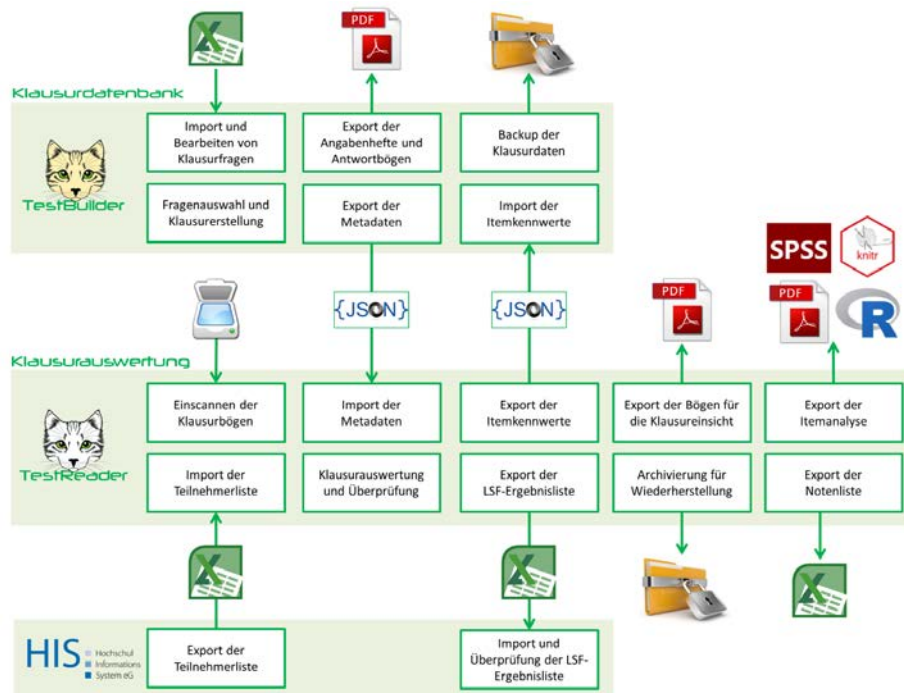 PDF
Klausurdatenbank
TestBuilder
Import und
Bearbeiten von
Klausurfragen
Export der
Angabenhefte und
Antwortbögen
Backup der
Klausurdaten
Fragenauswahl und
Klausurerstellung
Export der
Metadaten
Import der
Itemkennwerte
SPSS
knitr
{JSON}
{JSON}
PDF
PDF
R
Klausurauswertung
TestReader
Einscannen der
Klausurbögen
Import der
Metadaten
Export der
Itemkennwerte
Export der Bögen für
die Klausureinsicht
Export der
Itemanalyse
Import der
Teilnehmerliste
Klausurauswertung
und Überprüfung
Export der
LSF-Ergebnisliste
Archivierung für
Wiederherstellung
Export der
Notenliste
HIS
Hochschul
Informations
System eG
Export der
Teilnehmerliste
Import und
Überprüfung der LSF-
Ergebnisliste